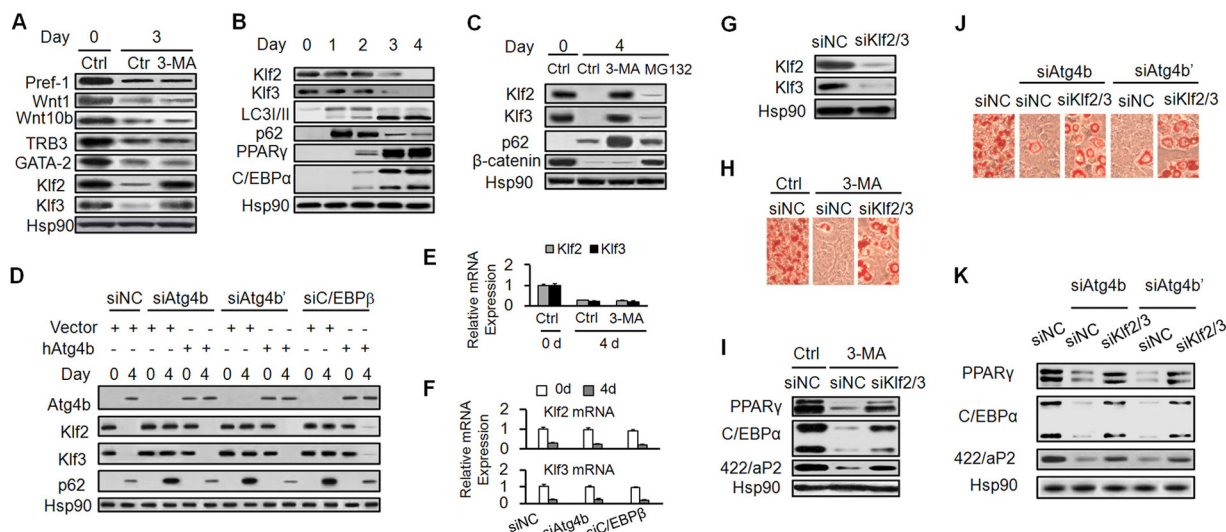 A
Day
0 3
Ctrl Ctr 3-MA
Pref-1
Wnt1
Wnt10b
TRB3
GATA-2
Klf2
Klf3
Hsp90
B
Day 0 1 2 3 4
Klf2
Klf3
LC3I/II
p62
PPARγ
C/EBPα
Hsp90
C
Day
0 4
Ctrl Ctrl 3-MA MG132
Klf2
Klf3
p62
β-catenin
Hsp90
D
siNC siAtg4b siAtg4b' siC/EBPβ
Vector + + + + - - + + - - + + - -
hAtg4b - - - - + + - - + + - - + +
Day 0 4 0 4 0 4 0 4 0 4 0 4 0 4
Atg4b
Klf2
Klf3
p62
Hsp90
E
Klf2 Klf3
Relative mRNA
Expression
2
1
0
Ctrl Ctrl 3-MA
0 d 4 d
F
0d
4d
Relative mRNA
Expression
Klf2 mRNA
2
1
0
Klf3 mRNA
2
1
0
siNC siAtg4b siC/EBPβ
G
siNC siKlf2/3
Klf2
Klf3
Hsp90
H
Ctrl 3-MA
siNC siNC siKlf2/3
I
Ctrl 3-MA
siNC siNC siKlf2/3
PPARγ
C/EBPα
422/aP2
Hsp90
J
siAtg4b siAtg4b'
siNC siNC siKlf2/3 siNC siKlf2/3
K
siAtg4b siAtg4b'
siNC siNC siKlf2/3 siNC siKlf2/3
PPARγ
C/EBPα
422/aP2
Hsp90